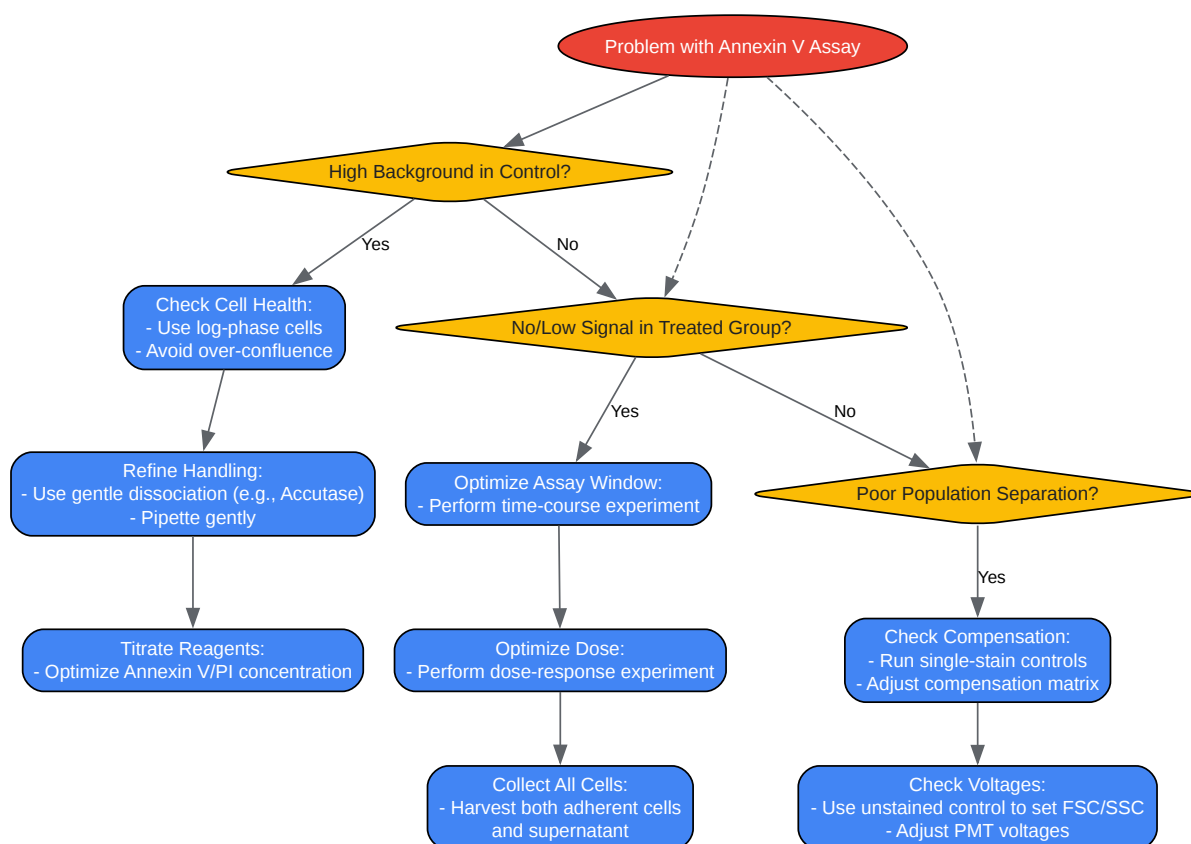 Problem with Annexin V Assay
High Background in Control?
Yes
No
Check Cell Health:
- Use log-phase cells
- Avoid over-confluence
No/Low Signal in Treated Group?
Yes
No
Refine Handling:
- Use gentle dissociation (e.g., Accutase)
- Pipette gently
Optimize Assay Window:
- Perform time-course experiment
Poor Population Separation?
Yes
Titrate Reagents:
- Optimize Annexin V/PI concentration
Optimize Dose:
- Perform dose-response experiment
Check Compensation:
- Run single-stain controls
- Adjust compensation matrix
Collect All Cells:
- Harvest both adherent cells
and supernatant
Check Voltages:
- Use unstained control to set FSC/SSC
- Adjust PMT voltages